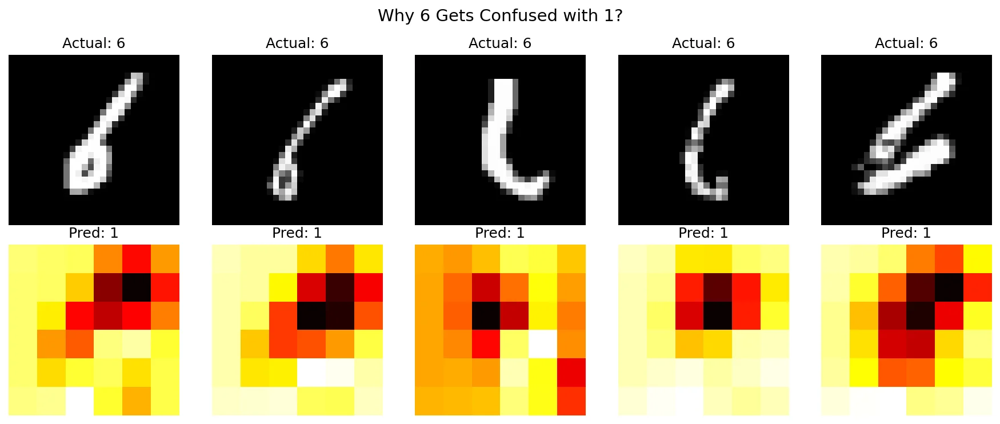 Why 6 Gets Confused with 1?
Actual: 6 Actual: 6 Actual: 6 Actual: 6 Actual: 6
Pred: 1 Pred: 1 Pred: 1 Pred: 1 Pred: 1